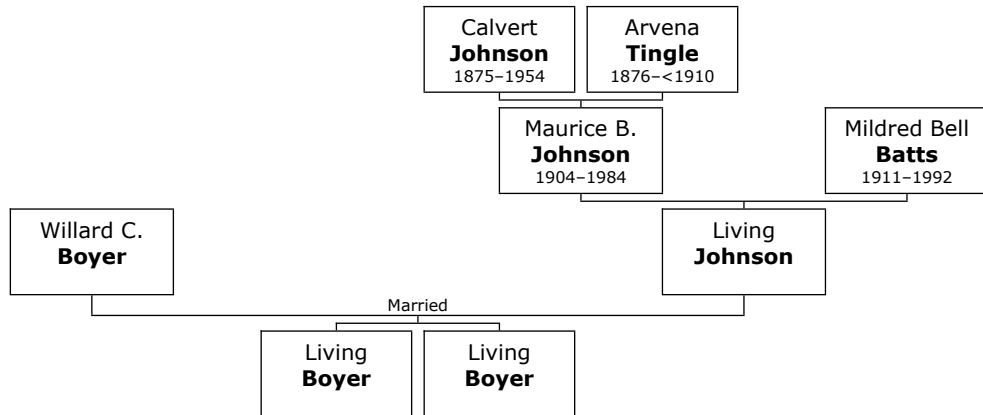 Calvert
Johnson
1875–1954
Arvena
Tingle
1876–<1910
Maurice B.
Johnson
1904–1984
Mildred Bell
Batts
1911–1992
Willard C.
Boyer
Living
Johnson
Married
Living
Boyer
Living
Boyer